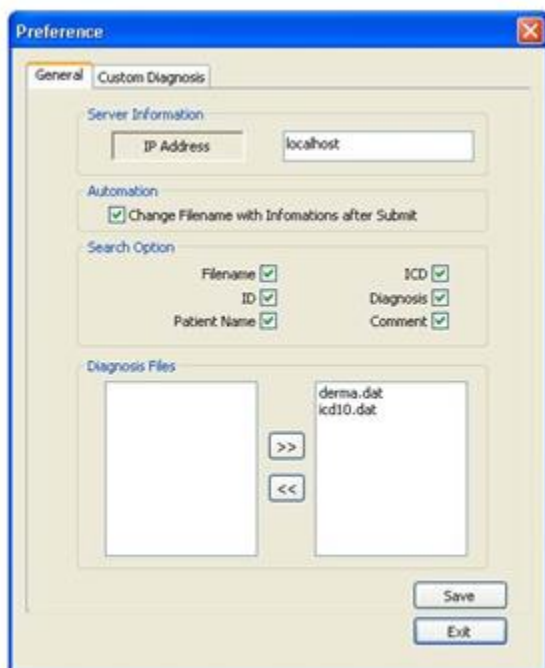 Preference
General Custom Diagnosis
Server Information
IP Address localhost
Automation
Change Filename with Infomations after Submit
Search Option
Filename ICD
ID Diagnosis
Patient Name Comment
Diagnosis Files
derma.dat
icd10.dat
>>
<<
Save
Exit